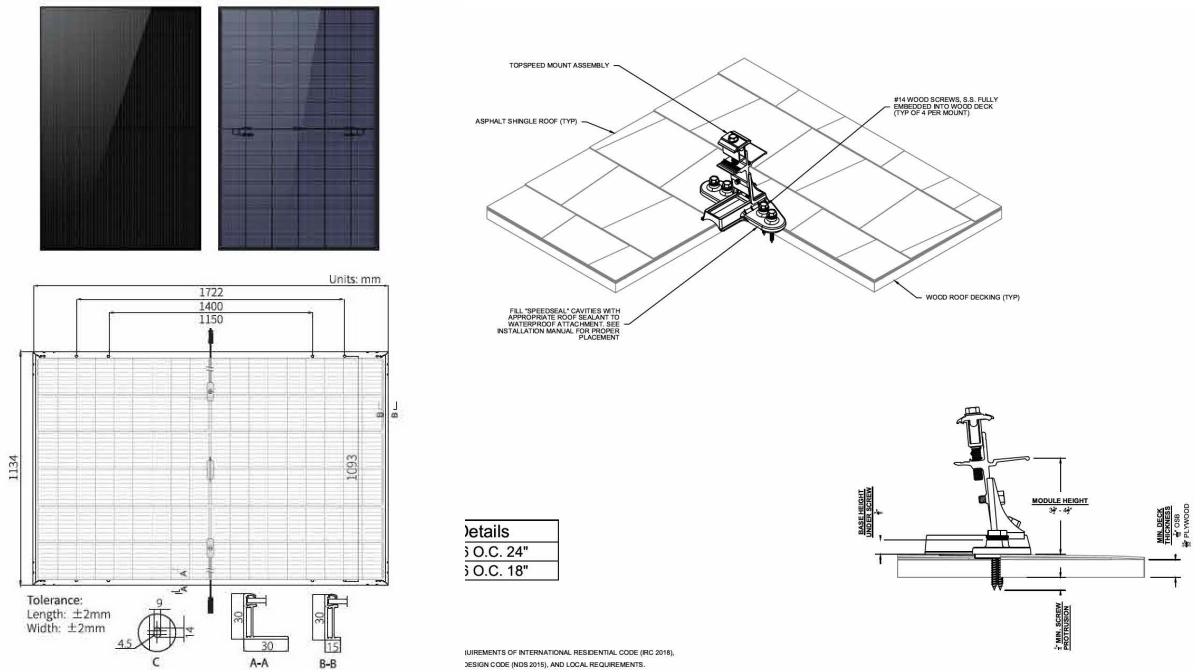 Units: mm
1722
1400
1150
1134
1093
B
B
A
A
Tolerance:
Length: ±2mm
Width: ±2mm
9
14
4.5
C
30
30
A-A
30
15
B-B
TOPSPEED MOUNT ASSEMBLY
ASPHALT SHINGLE ROOF (TYP)
#14 WOOD SCREWS, S.S. FULLY
EMBEDDED INTO WOOD DECK
(TYP OF 4 PER MOUNT)
WOOD ROOF DECKING (TYP)
FILL "SPEEDSEAL" CAVITIES WITH
APPROPRIATE ROOF SEALANT TO
WATERPROOF ATTACHMENT. SEE
INSTALLATION MANUAL FOR PROPER
PLACEMENT
BASE HEIGHT
UNDER SCREW
MODULE HEIGHT
MIN. DECK
THICKNESS
OSB
PLYWOOD
MIN. SCREW
PROTRUSION
Details
O.C. 24"
O.C. 18"
UIREMENTS OF INTERNATIONAL RESIDENTIAL CODE (IRC 2018),
DESIGN CODE (NDS 2015), AND LOCAL REQUIREMENTS.